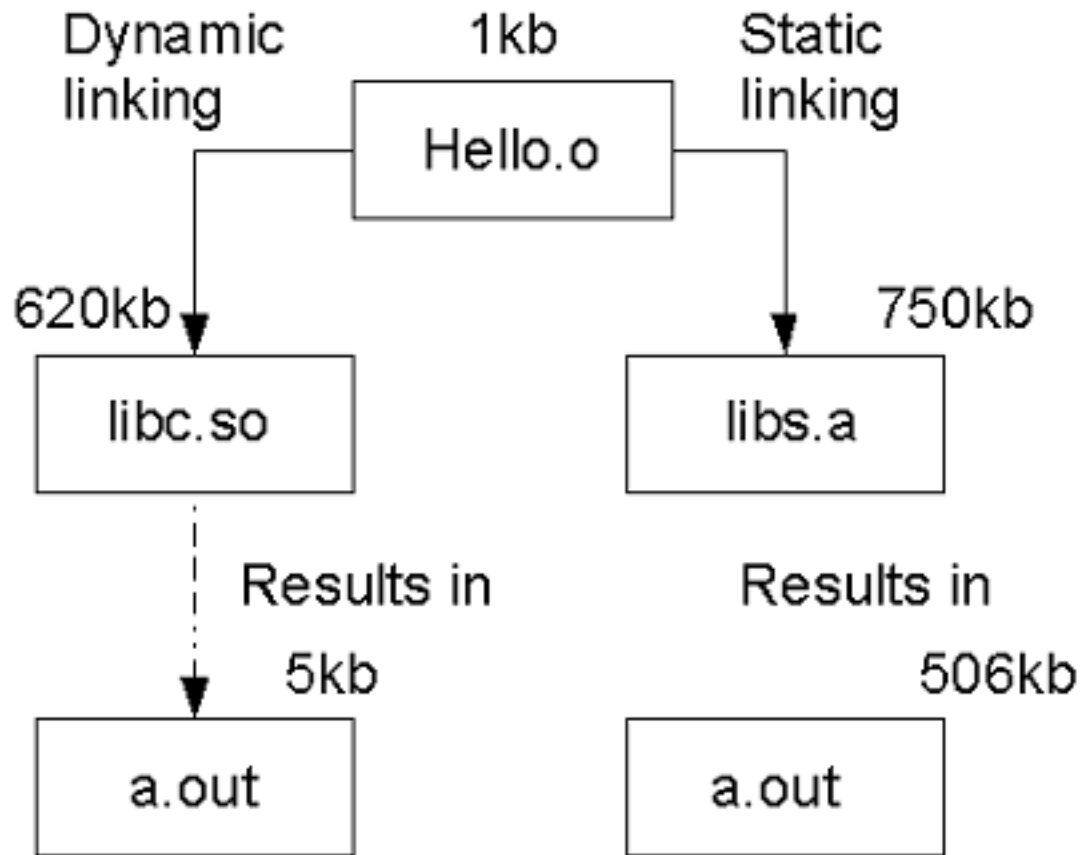 Dynamic
linking
1kb
Static
linking
Hello.o
620kb
750kb
libc.so
libs.a
Results in
Results in
5kb
506kb
a.out
a.out